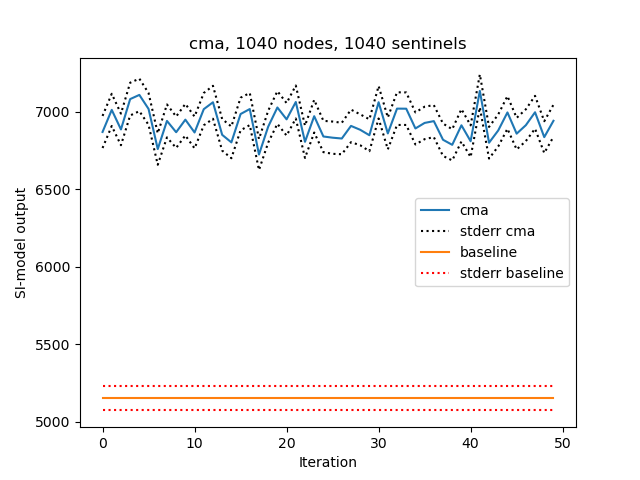 cma, 1040 nodes, 1040 sentinels
SI-model output
7000
6500
6000
5500
5000
cma
stderr cma
baseline
stderr baseline
0 10 20 30 40 50
Iteration